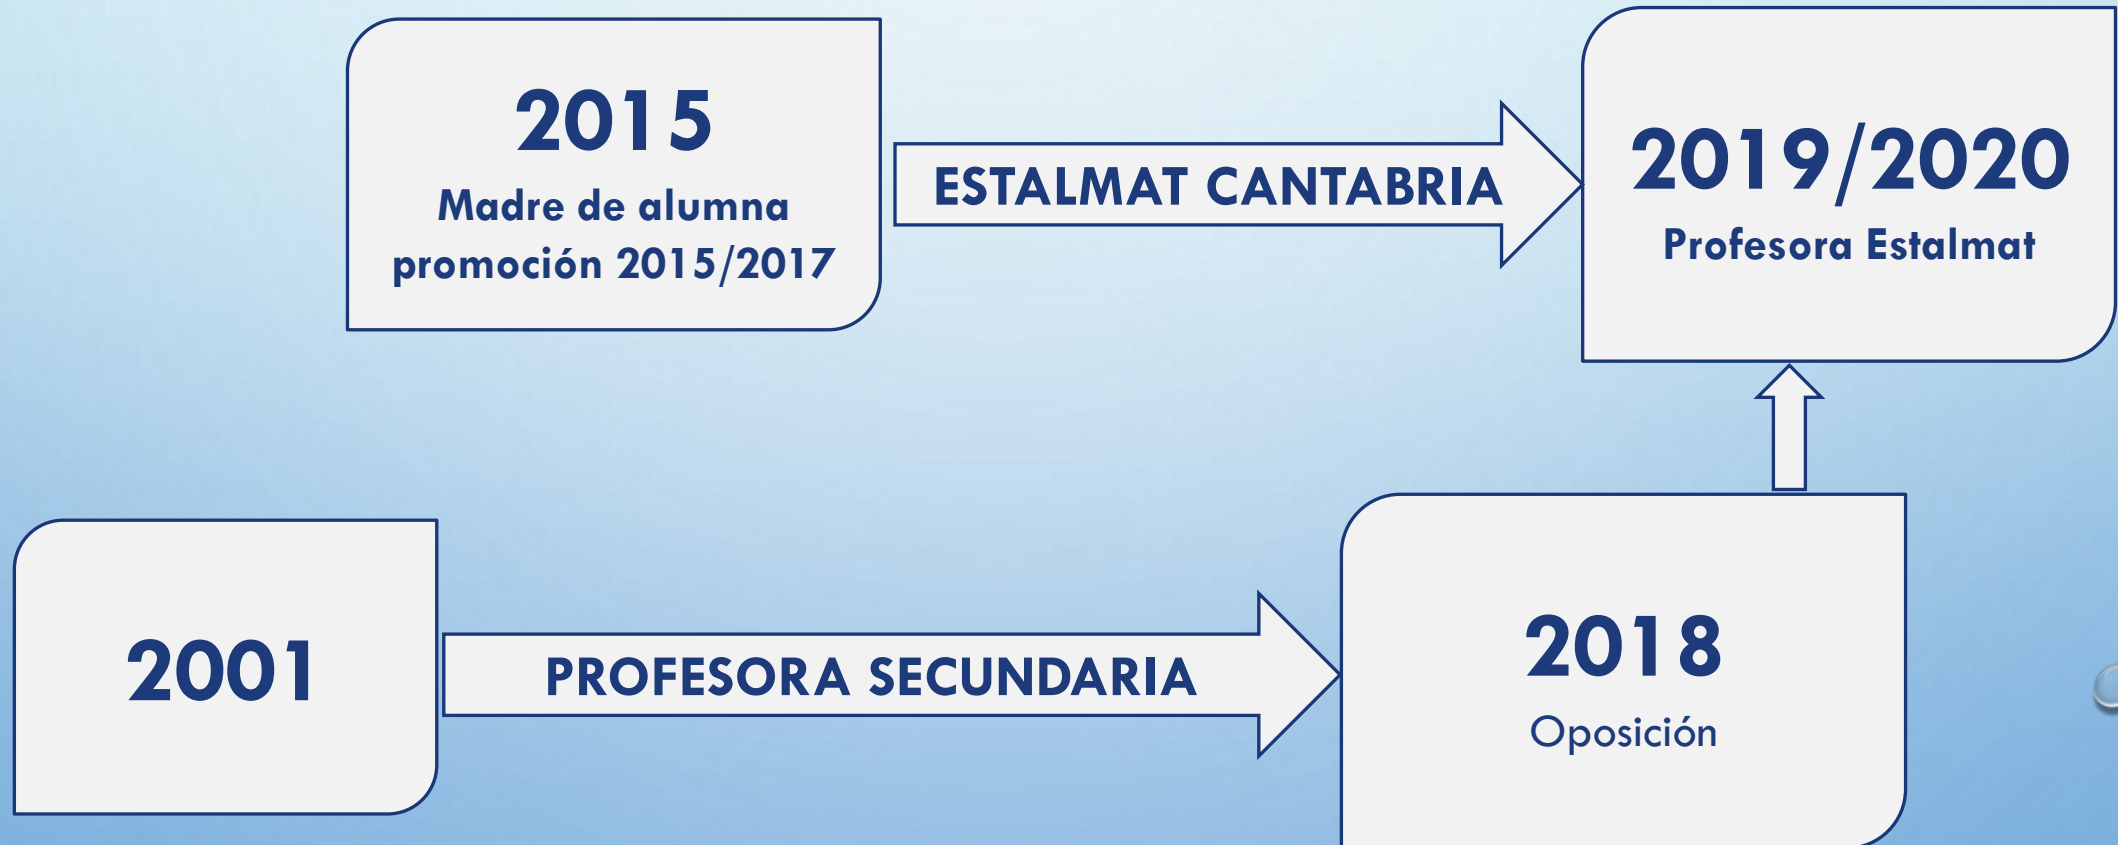 2015
Madre de alumna
promoción 2015/2017
ESTALMAT CANTABRIA
2019/2020
Profesora Estalmat
2001
PROFESORA SECUNDARIA
2018
Oposición